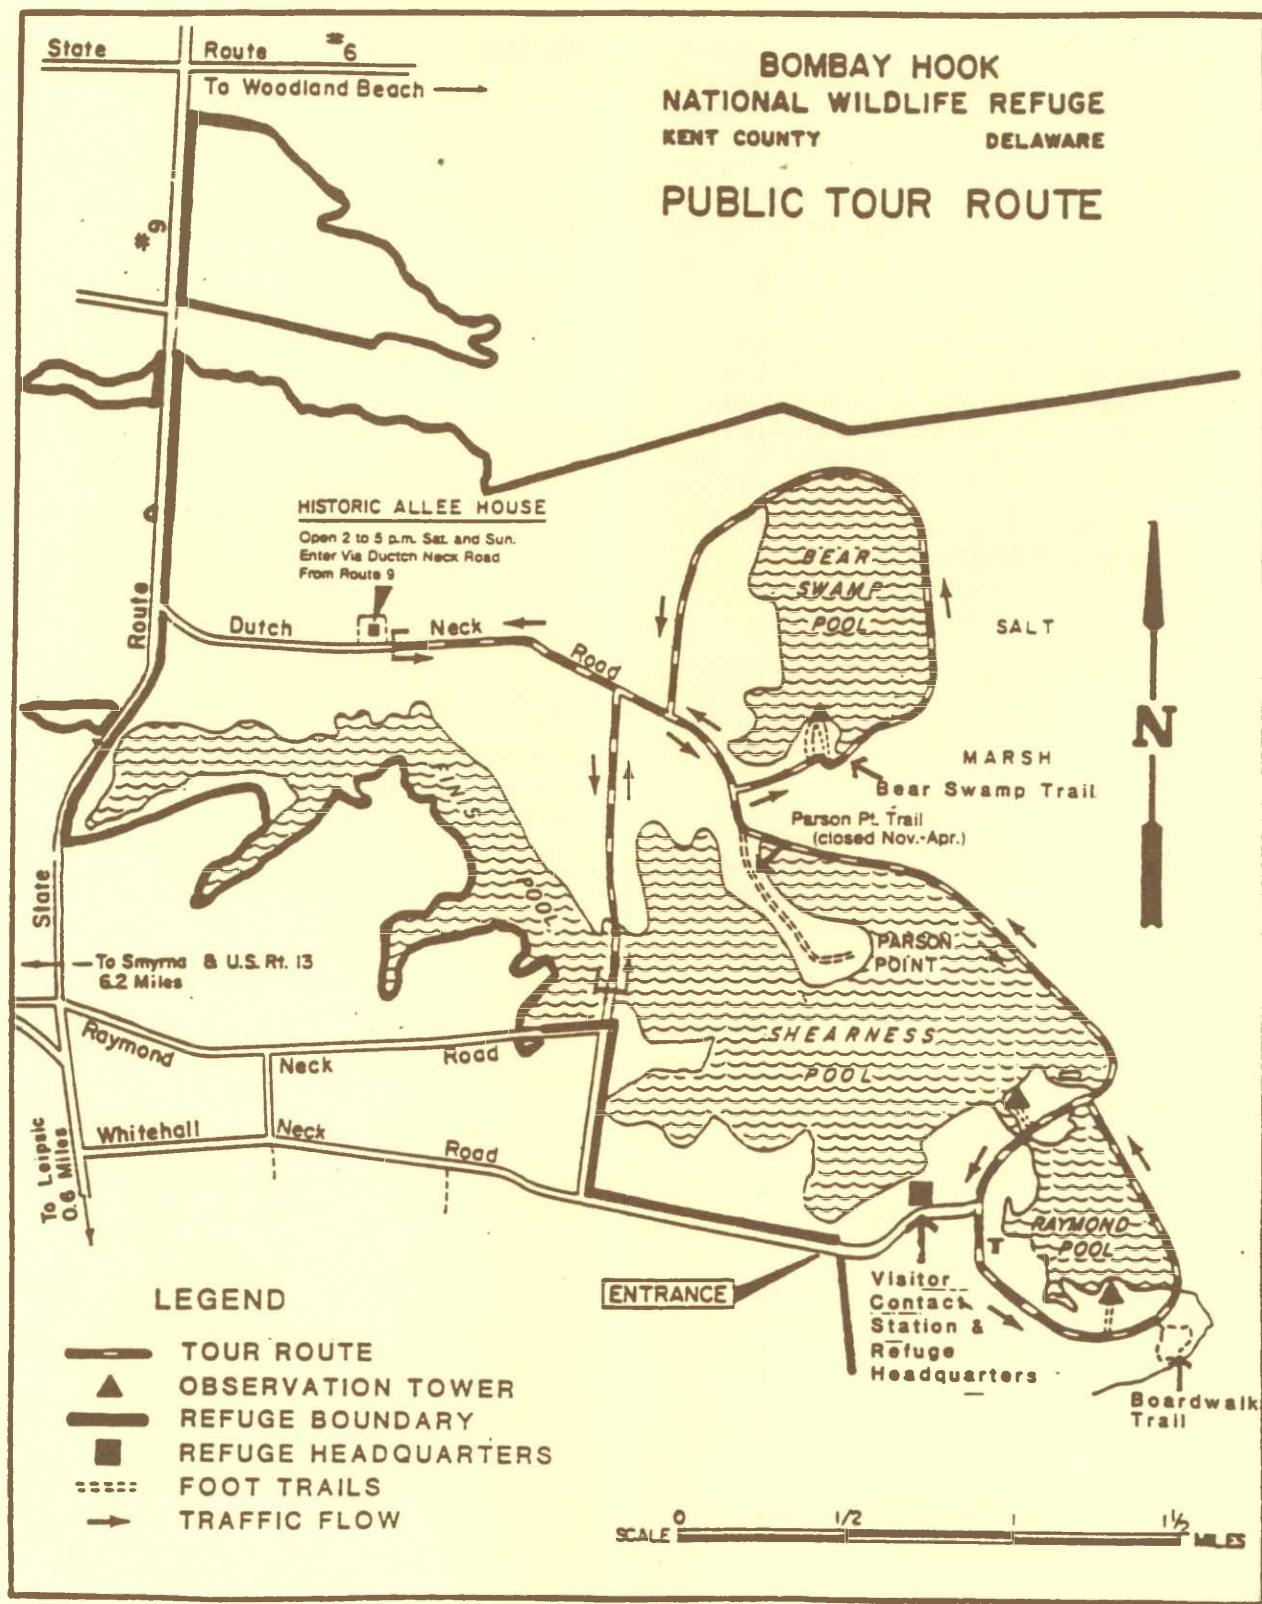 State Route #6
To Woodland Beach
BOMBAY HOOK
NATIONAL WILDLIFE REFUGE
KENT COUNTY DELAWARE
PUBLIC TOUR ROUTE
#9
HISTORIC ALLEE HOUSE
Open 2 to 5 p.m. Sat. and Sun.
Enter Via Ductch Neck Road
From Route 9
BEAR
SWAMP
POOL
SALT
MARSH
Route
Dutch Neck
Road
N
Bear Swamp Trail
Parson Pt. Trail
(closed Nov.-Apr.)
FINIS
POOL
State
To Smyrna & U.S. Rt. 13
6.2 Miles
PARSON
POINT
SHEARNESS
POOL
Raymond
Neck
Road
Whitehall
Neck
Road
To Leipsic
0.6 Miles
RAYMOND
POOL
T
ENTRANCE
Visitor
Contact
Station &
Refuge
Headquarters
Boardwalk
Trail
LEGEND
TOUR ROUTE
OBSERVATION TOWER
REFUGE BOUNDARY
REFUGE HEADQUARTERS
FOOT TRAILS
TRAFFIC FLOW
SCALE 0 1/2 1 1 1/2 MILES